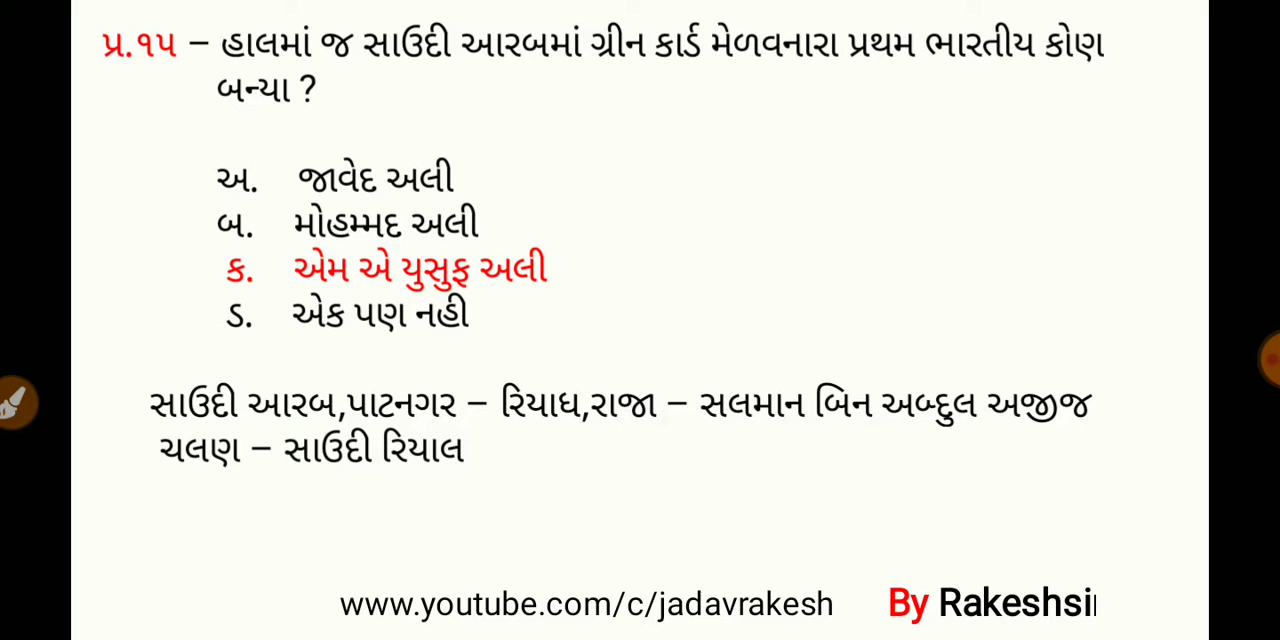 પ્ર.૧૫ – હાલમાં જ સાઉદી આરબમાં ગ્રીન કાર્ડ મેળવનારા પ્રથમ ભારતીય કોણ
બન્યા ?
અ. જાવેદ અલી
બ. મોહમ્મદ અલી
ક. એમ એ યુસુફ અલી
ડ. એક પણ નહી
સાઉદી આરબ,પાટનગર – રિયાધ,રાજા – સલમાન બિન અબ્દુલ અજીજ
ચલણ – સાઉદી રિયાલ
www.youtube.com/c/jadavrakesh By Rakeshsi